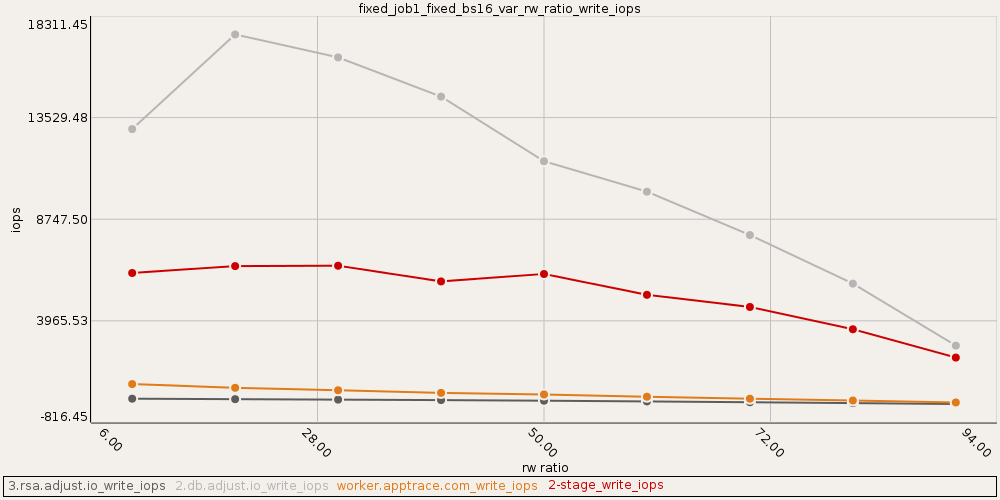 fixed_job1_fixed_bs16_var_rw_ratio_write_iops
18311.45
13529.48
8747.50
3965.53
-816.45
iops
6.00 28.00 50.00 72.00 94.00
rw ratio
3.rsa.adjust.io_write_iops 2.db.adjust.io_write_iops worker.apptrace.com_write_iops 2-stage_write_iops